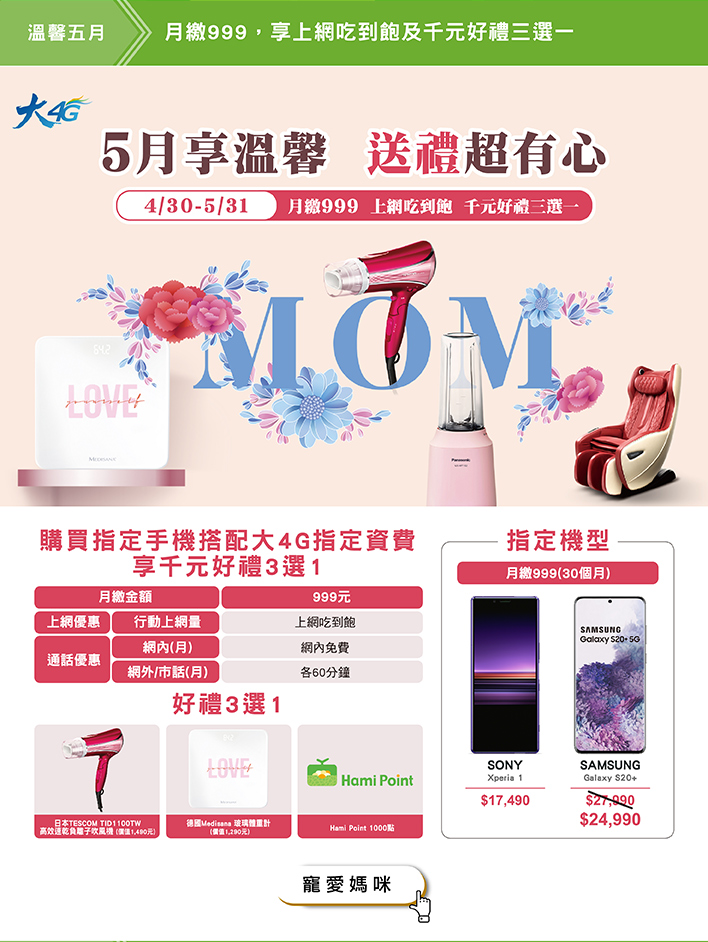 溫馨五月
月繳999，享上網吃到飽及千元好禮三選一
大4G
5月享溫馨 送禮超有心
4/30-5/31 月繳999 上網吃到飽 千元好禮三選一
MOM
LOVE
yourself
Medisana
Panasonic
購買指定手機搭配大4G指定資費
享千元好禮3選1
月繳金額 999元
上網優惠 行動上網量 上網吃到飽
通話優惠 網內(月) 網內免費
網外/市話(月) 各60分鐘
好禮3選1
LOVE
yourself
Hami Point
日本TESCOM TID1100TW
高效速乾負離子吹風機 (價值1,490元)
德國Medisana 玻璃體重計
(價值1,290元)
Hami Point 1000點
指定機型
月繳999(30個月)
SAMSUNG
Galaxy S20+ 5G
SONY
Xperia 1
$17,490
SAMSUNG
Galaxy S20+
$27,990
$24,990
寵愛媽咪